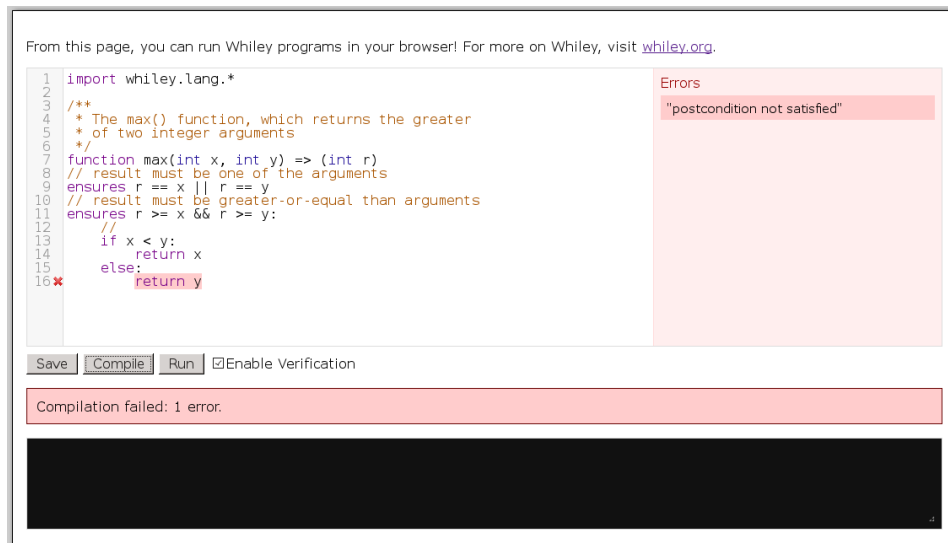 From this page, you can run Whiley programs in your browser! For more on Whiley, visit whiley.org.
1 import whiley.lang.*
2
3 /**
4  * The max() function, which returns the greater
5  * of two integer arguments
6  */
7 function max(int x, int y) => (int r)
8 // result must be one of the arguments
9 ensures r == x || r == y
10 // result must be greater-or-equal than arguments
11 ensures r >= x && r >= y:
12     //
13     if x < y:
14         return x
15     else:
16         return y
Errors
"postcondition not satisfied"
Save Compile Run Enable Verification
Compilation failed: 1 error.